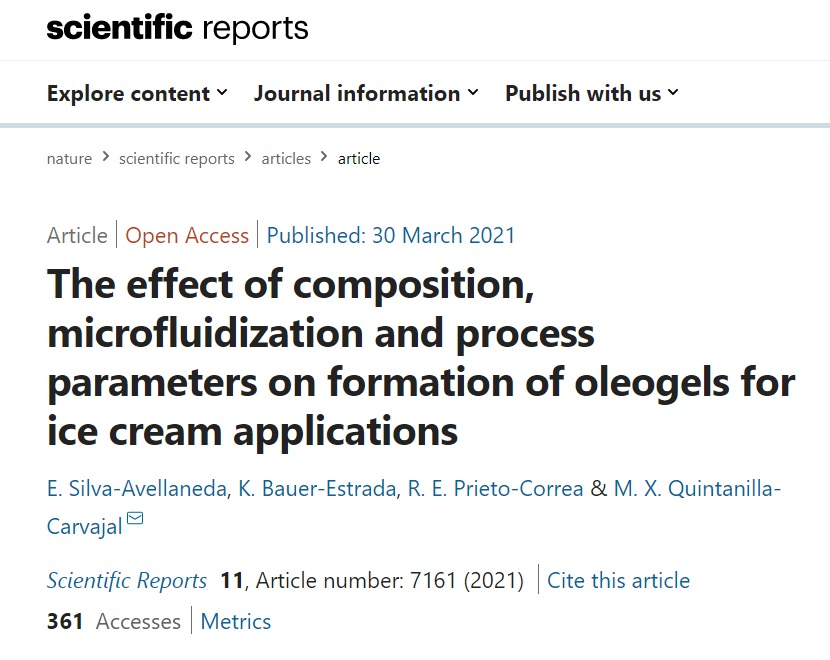 scientific reports
Explore content Journal information Publish with us
nature > scientific reports > articles > article
Article | Open Access | Published: 30 March 2021
The effect of composition,
microfluidization and process
parameters on formation of oleogels for
ice cream applications
E. Silva-Avellaneda, K. Bauer-Estrada, R. E. Prieto-Correa & M. X. Quintanilla-
Carvajal
Scientific Reports 11, Article number: 7161 (2021) | Cite this article
361 Accesses | Metrics